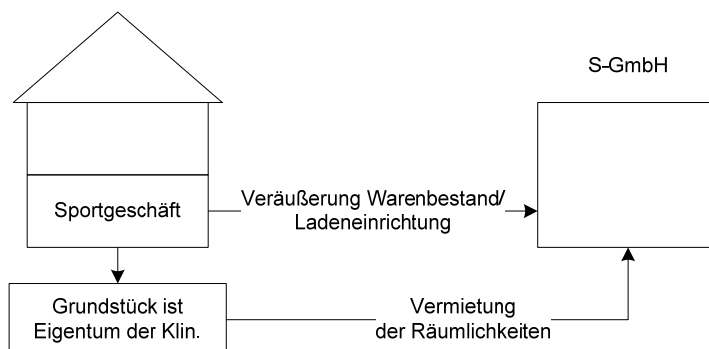 S-GmbH
Sportgeschäft
Veräußerung Warenbestand/
Ladeneinrichtung
Grundstück ist
Eigentum der Klin.
Vermietung
der Räumlichkeiten